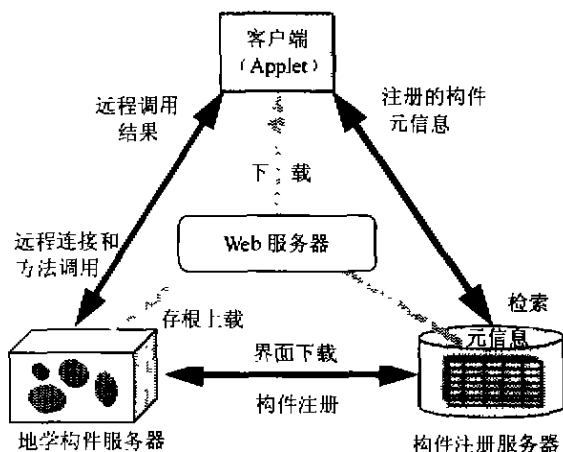 客户端
（Applet）
远程调用
结果
注册的构件
元信息
下 载
Web 服务器
远程连接和
方法调用
检索
存根上载
元信息
界面下载
构件注册
地学构件服务器
构件注册服务器